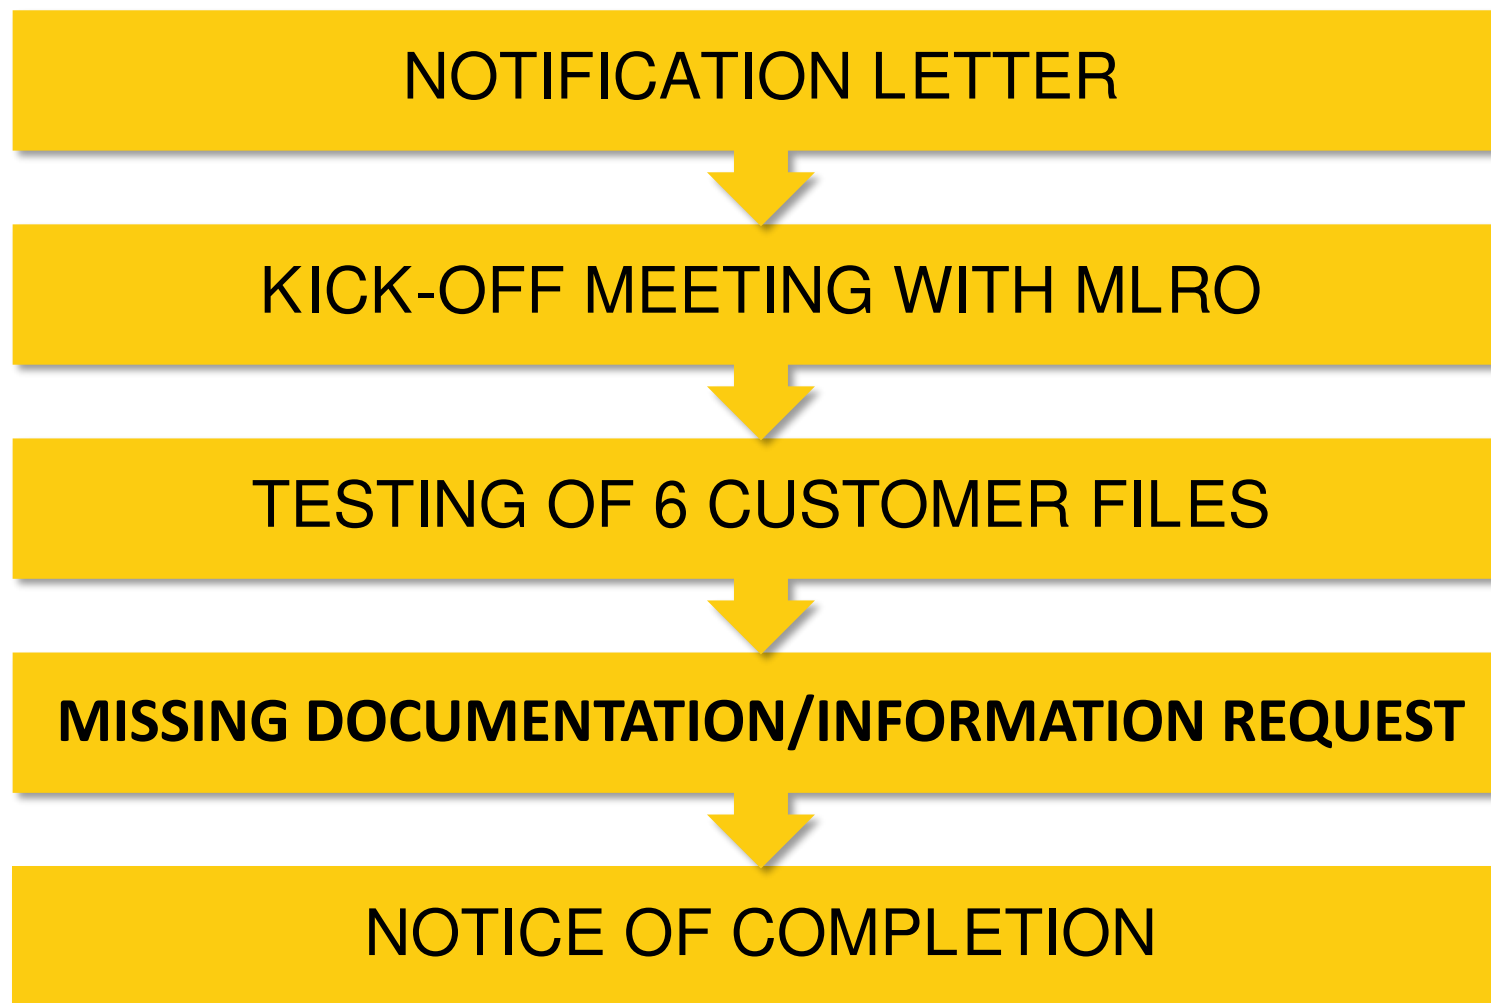 NOTIFICATION LETTER
KICK-OFF MEETING WITH MLRO
TESTING OF 6 CUSTOMER FILES
MISSING DOCUMENTATION/INFORMATION REQUEST
NOTICE OF COMPLETION